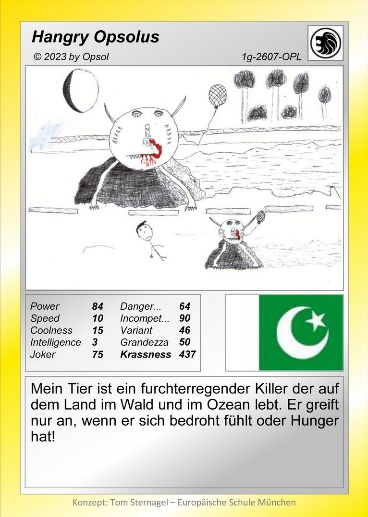 Hangry Opsolus
© 2023 by Opsol 1g-2607-OPL
Power 84 Danger... 64
Speed 10 Incompet... 90
Coolness 15 Variant 46
Intelligence 3 Grandezza 50
Joker 75 Krassness 437
Mein Tier ist ein furchterregender Killer der auf
dem Land im Wald und im Ozean lebt. Er greift
nur an, wenn er sich bedroht fühlt oder Hunger
hat!
Konzept: Tom Sternagel – Europäische Schule München